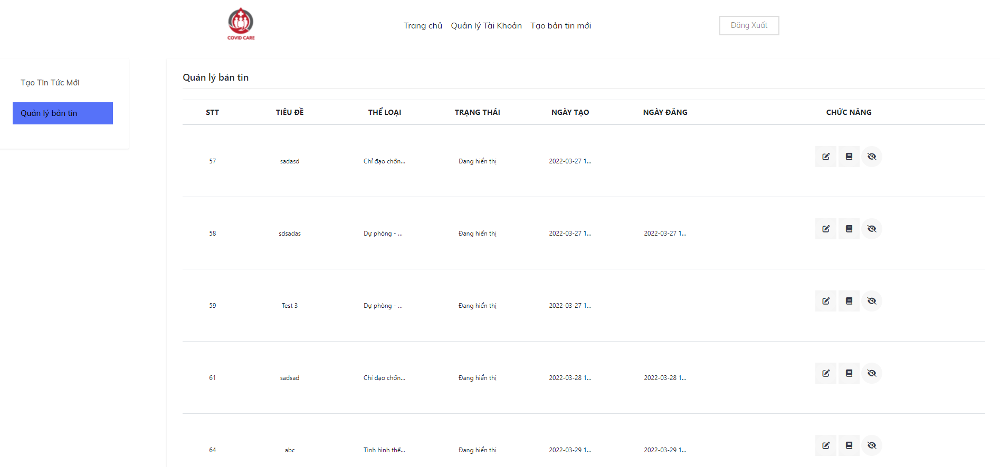 COVID CARE
Trang chủ Quản lý Tài Khoản Tạo bản tin mới
Đăng Xuất
Tạo Tin Tức Mới
Quản lý bản tin
Quản lý bản tin
STT TIÊU ĐỀ THỂ LOẠI TRẠNG THÁI NGÀY TẠO NGÀY ĐĂNG CHỨC NĂNG
57 sadasd Chỉ đạo chốn... Đang hiển thị 2022-03-27 1...
58 sdsadas Dự phòng - ... Đang hiển thị 2022-03-27 1... 2022-03-27 1...
59 Test 3 Dự phòng - ... Đang hiển thị 2022-03-27 1...
61 sadsad Chỉ đạo chốn... Đang hiển thị 2022-03-28 1... 2022-03-28 1...
64 abc Tình hình thế... Đang hiển thị 2022-03-29 1... 2022-03-29 1...